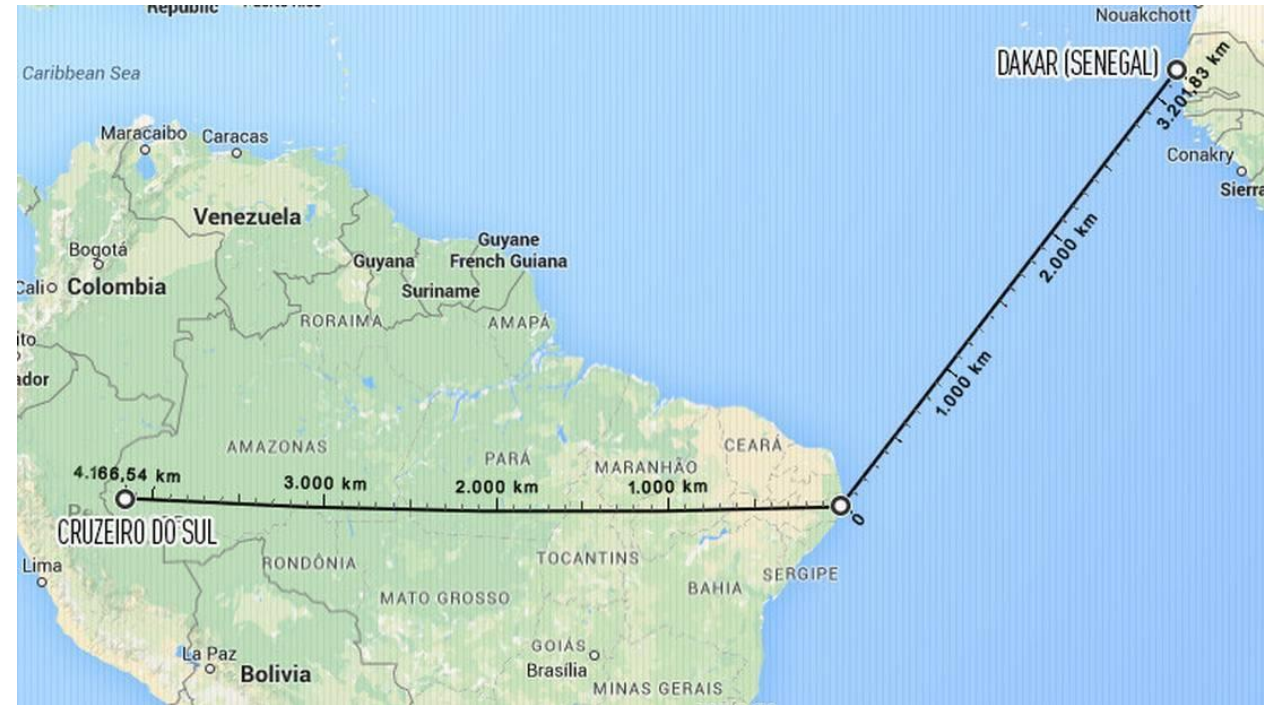 Republic
Nouakchott
DAKAR (SENEGAL)
3.201,83 km
Caribbean Sea
Maracaibo
Caracas
Conakry
Sierra
Venezuela
Bogotá
Guyane
French Guiana
Guyana
Cali
Colombia
Suriname
2.000 km
RORAIMA
AMAPÁ
ito
ador
1.000 km
AMAZONAS
PARÁ
CEARÁ
MARANHÃO
4.166,54 km
3.000 km
2.000 km
1.000 km
Pe
0
CRUZEIRO DO SUL
Lima
RONDÔNIA
TOCANTINS
SERGIPE
BAHIA
MATO GROSSO
GOIÁS
La Paz
Brasília
Bolivia
MINAS GERAIS